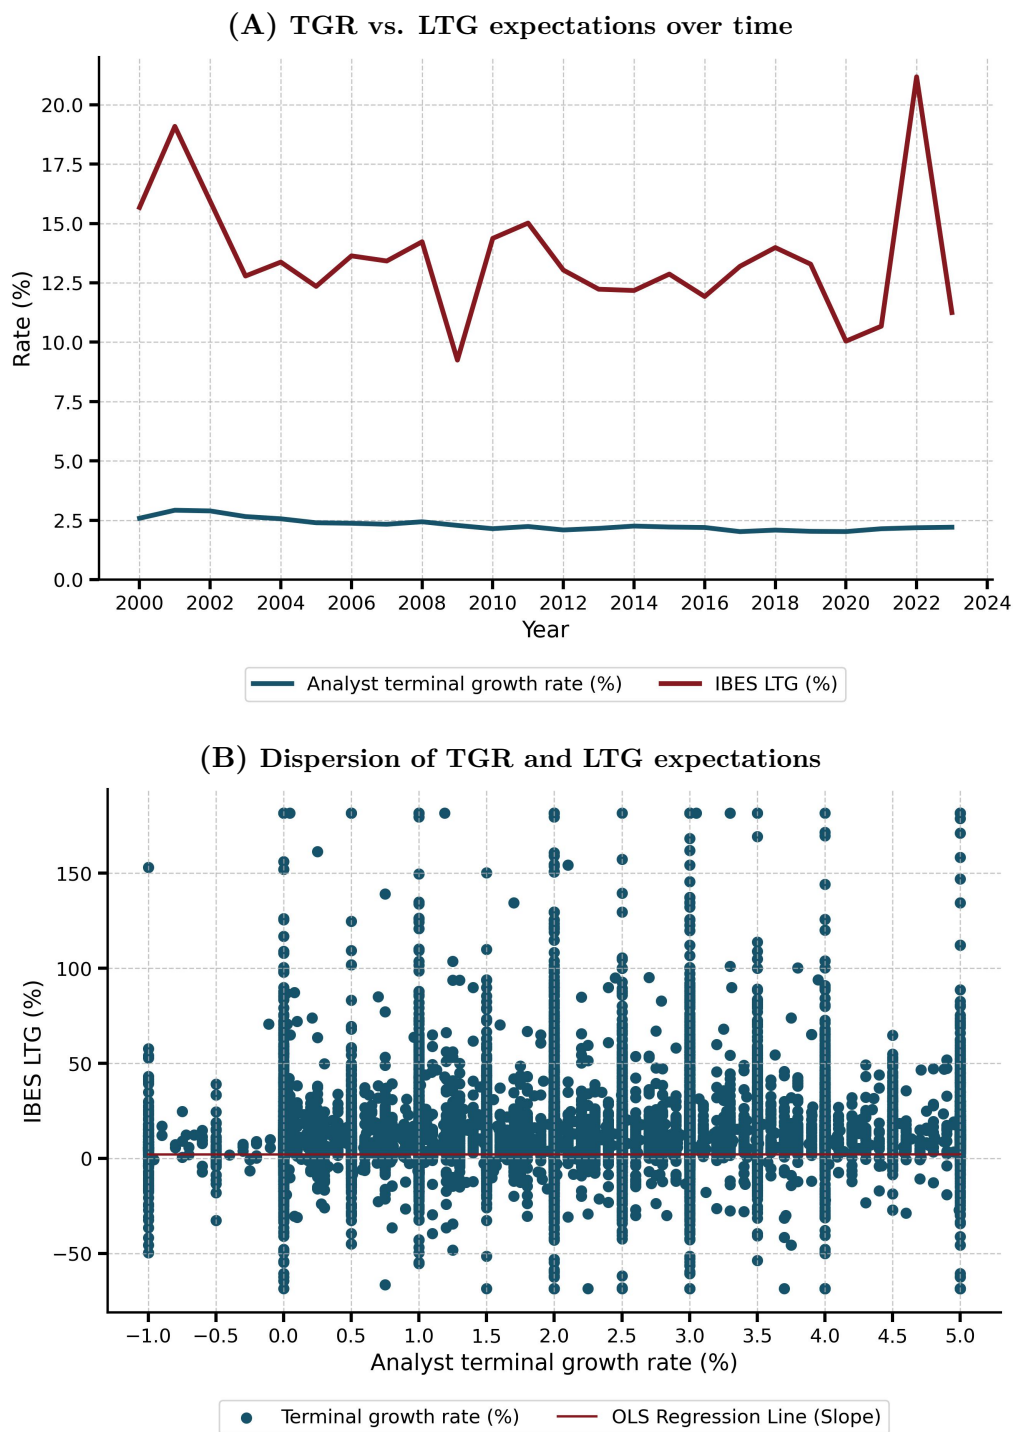 (A) TGR vs. LTG expectations over time
20.0
17.5
15.0
12.5
10.0
7.5
5.0
2.5
0.0
Rate (%)
2000 2002 2004 2006 2008 2010 2012 2014 2016 2018 2020 2022 2024
Year
Analyst terminal growth rate (%) IBES LTG (%)
(B) Dispersion of TGR and LTG expectations
150
100
50
0
−50
IBES LTG (%)
−1.0 −0.5 0.0 0.5 1.0 1.5 2.0 2.5 3.0 3.5 4.0 4.5 5.0
Analyst terminal growth rate (%)
Terminal growth rate (%) OLS Regression Line (Slope)